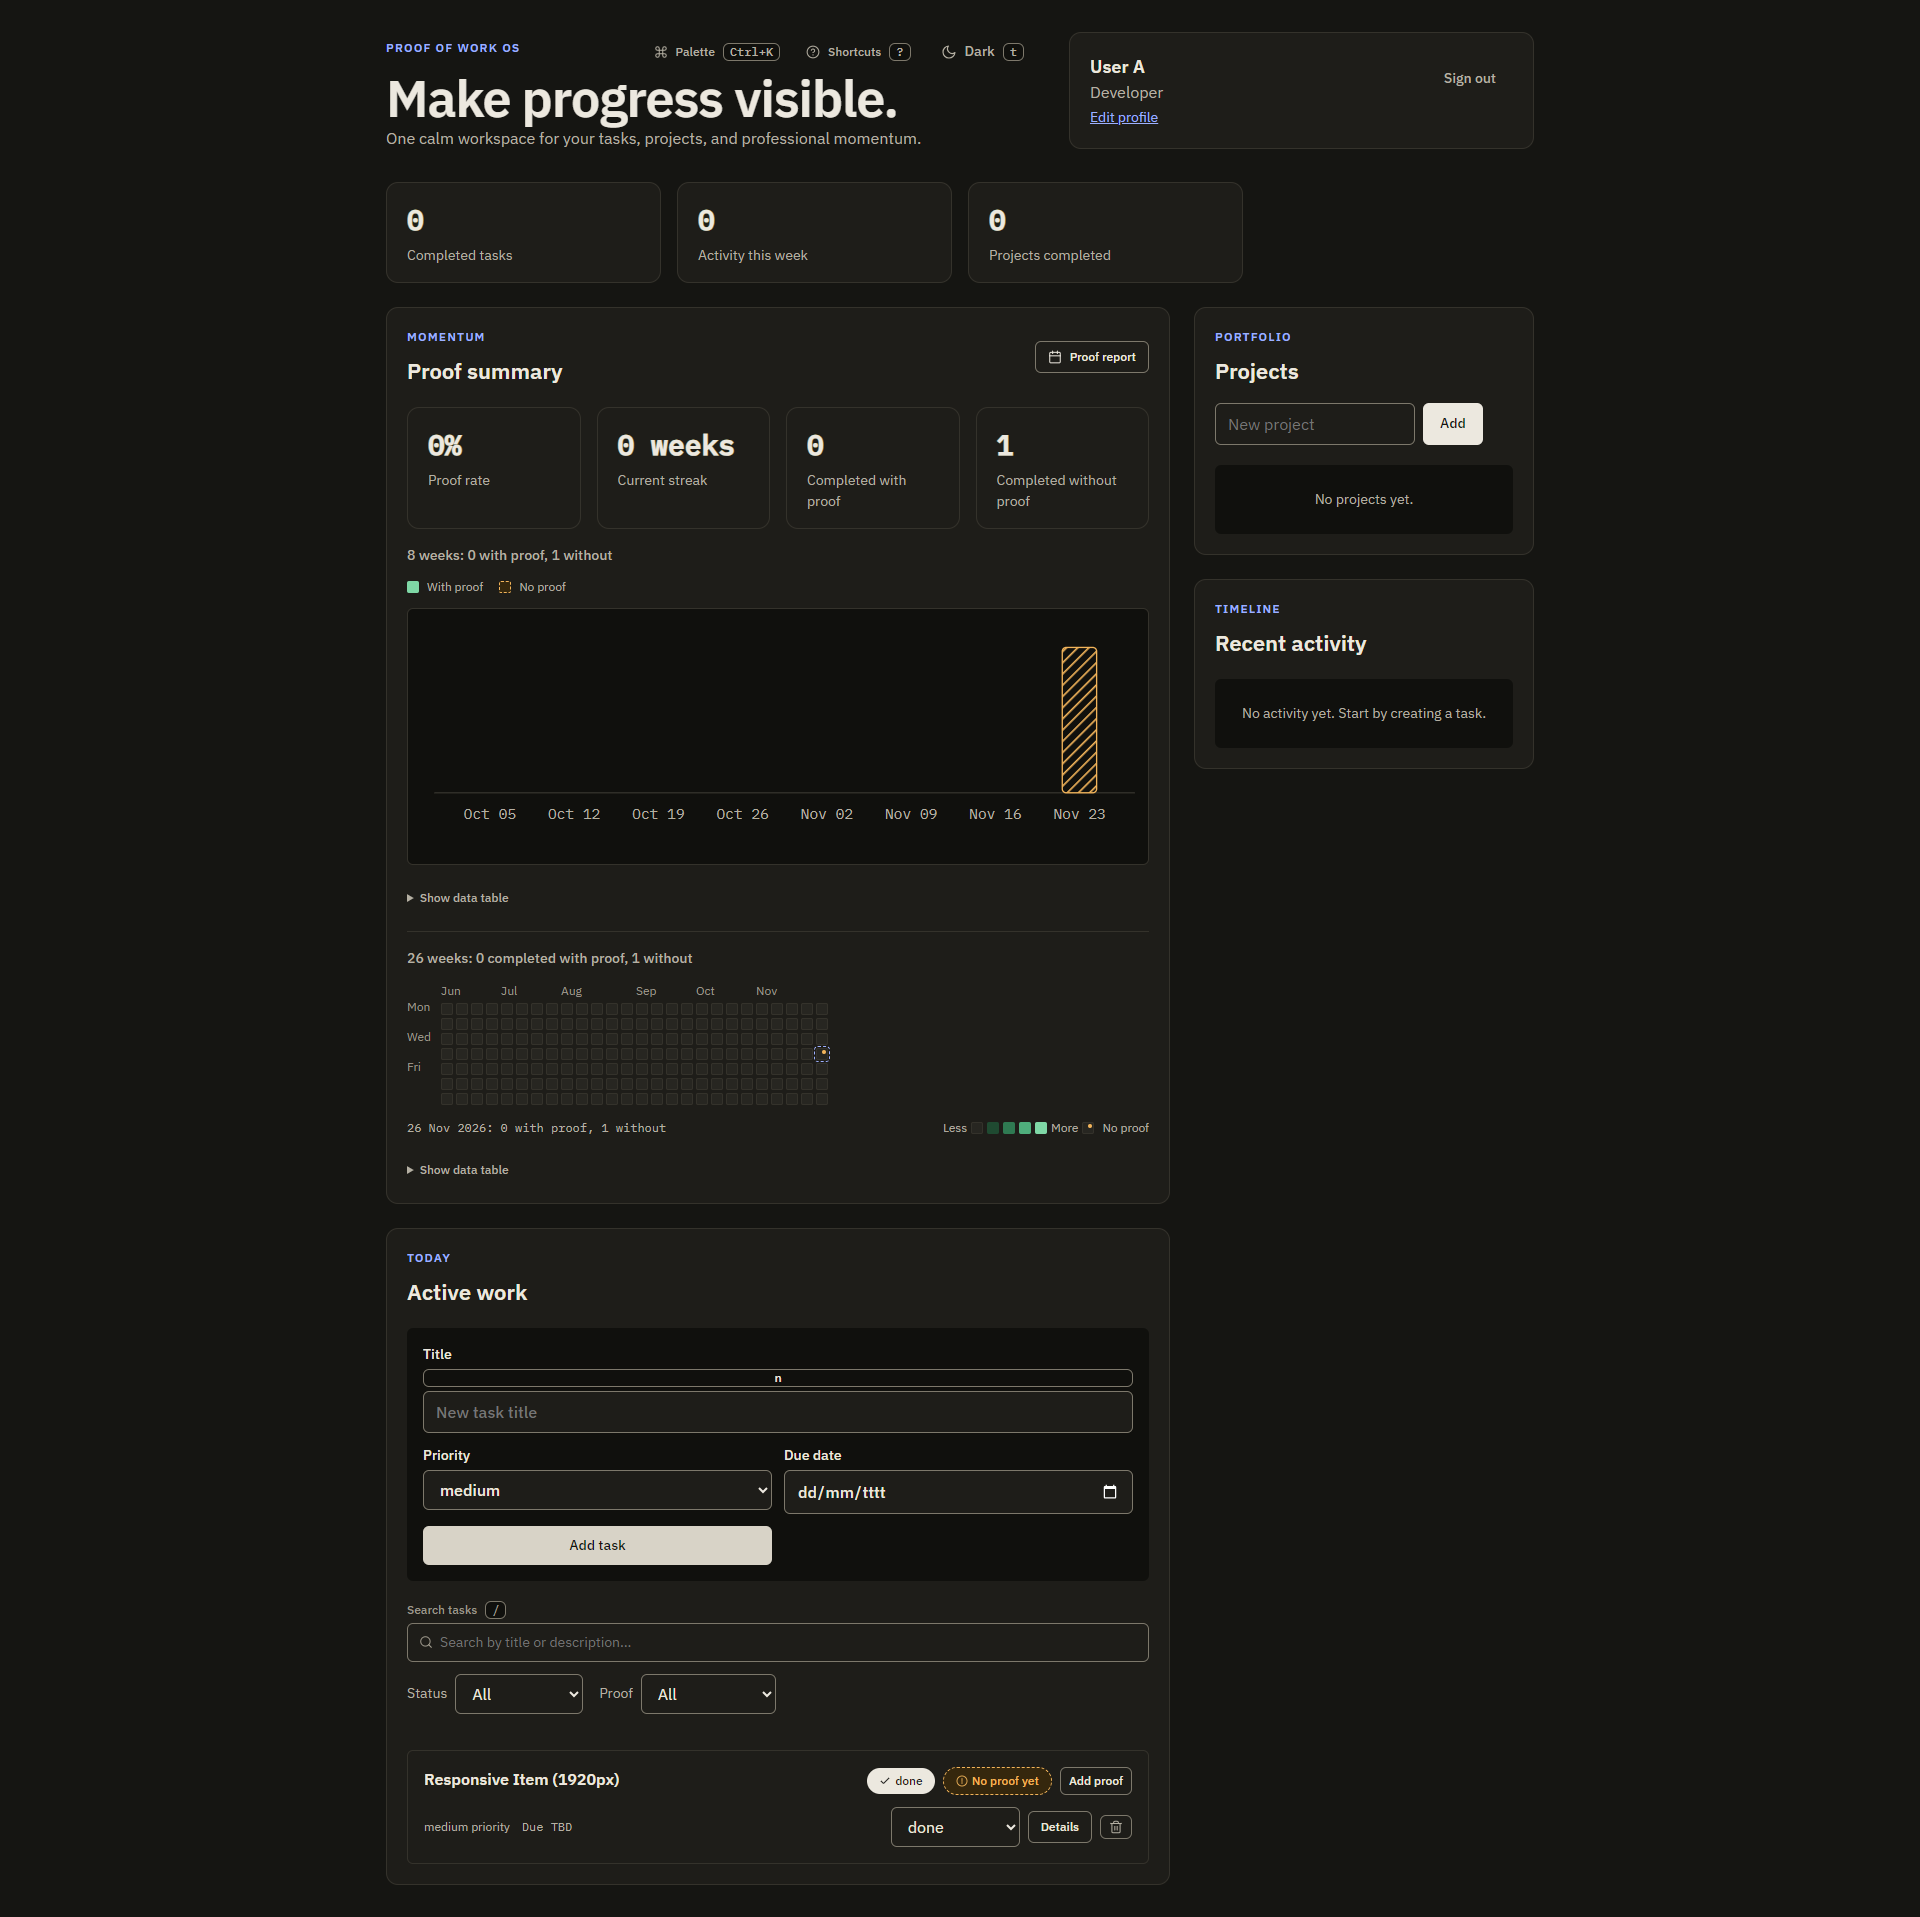 PROOF OF WORK OS
Palette Ctrl+K Shortcuts ? Dark t
Make progress visible.
One calm workspace for your tasks, projects, and professional momentum.
User A
Developer
Edit profile
Sign out
0
Completed tasks
0
Activity this week
0
Projects completed
MOMENTUM
Proof summary
Proof report
0%
Proof rate
0 weeks
Current streak
0
Completed with
proof
1
Completed without
proof
8 weeks: 0 with proof, 1 without
With proof No proof
Oct 05 Oct 12 Oct 19 Oct 26 Nov 02 Nov 09 Nov 16 Nov 23
Show data table
26 weeks: 0 completed with proof, 1 without
Jun Jul Aug Sep Oct Nov
Mon
Wed
Fri
26 Nov 2026: 0 with proof, 1 without
Less More No proof
Show data table
PORTFOLIO
Projects
New project Add
No projects yet.
TIMELINE
Recent activity
No activity yet. Start by creating a task.
TODAY
Active work
Title
n
New task title
Priority Due date
medium dd/mm/tttt
Add task
Search tasks /
Search by title or description...
Status All Proof All
Responsive Item (1920px) done No proof yet Add proof
medium priority Due TBD done Details